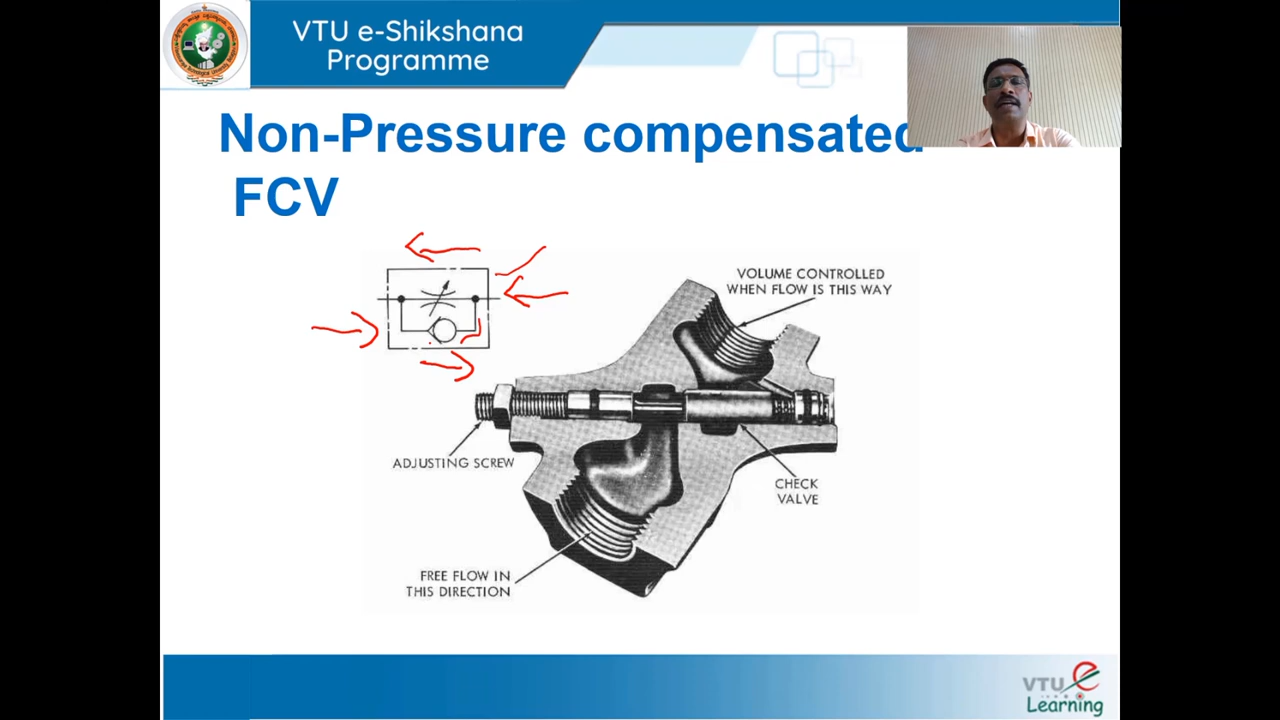 VTU e-Shikshana
Programme
Non-Pressure compensated
FCV
VOLUME CONTROLLED
WHEN FLOW IS THIS WAY
ADJUSTING SCREW
CHECK
VALVE
FREE FLOW IN
THIS DIRECTION
VTU e
Learning